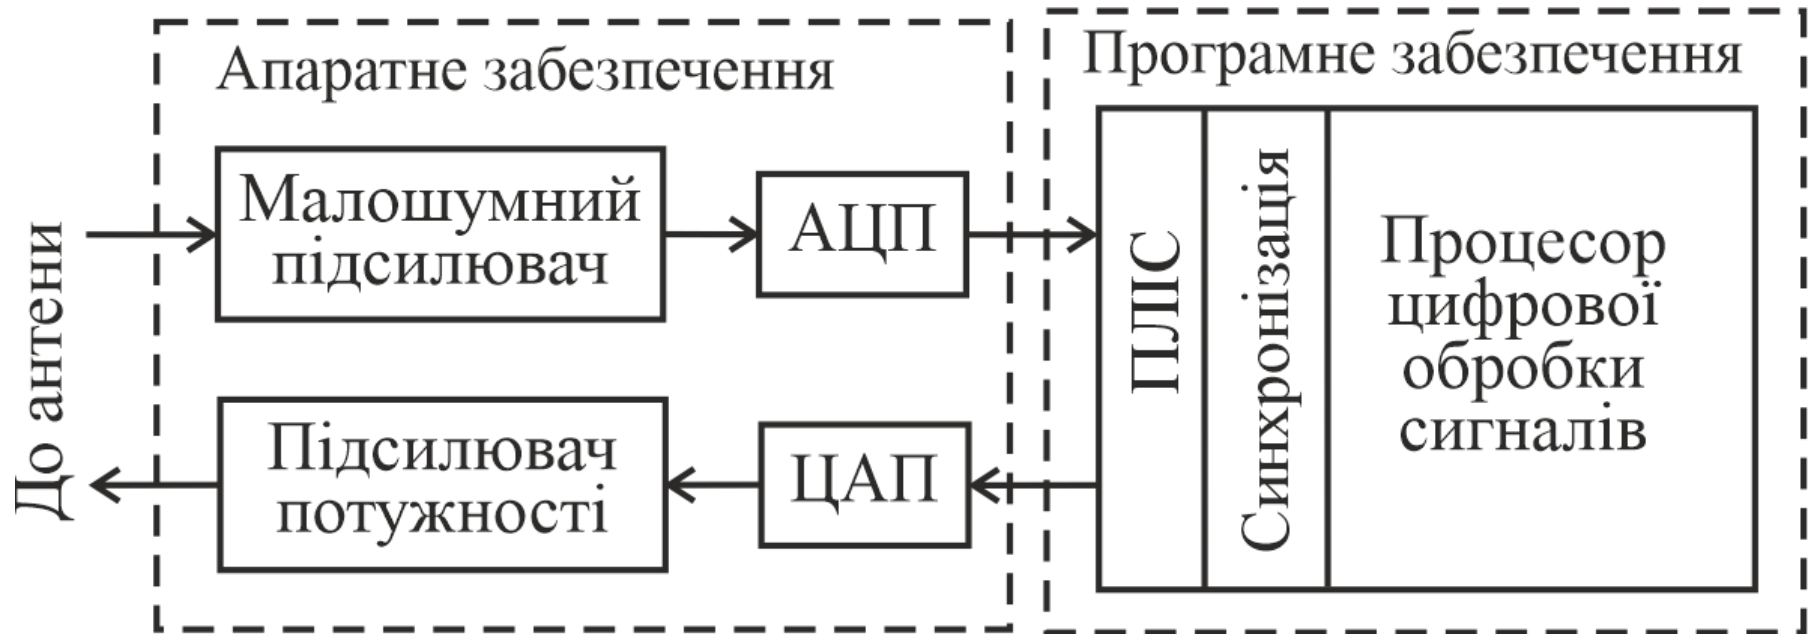 До антени
Апаратне забезпечення
Малошумний
підсилювач
АЦП
Підсилювач
потужності
ЦАП
Програмне забезпечення
ПЛІС
Синхронізація
Процесор
цифрової
обробки
сигналів